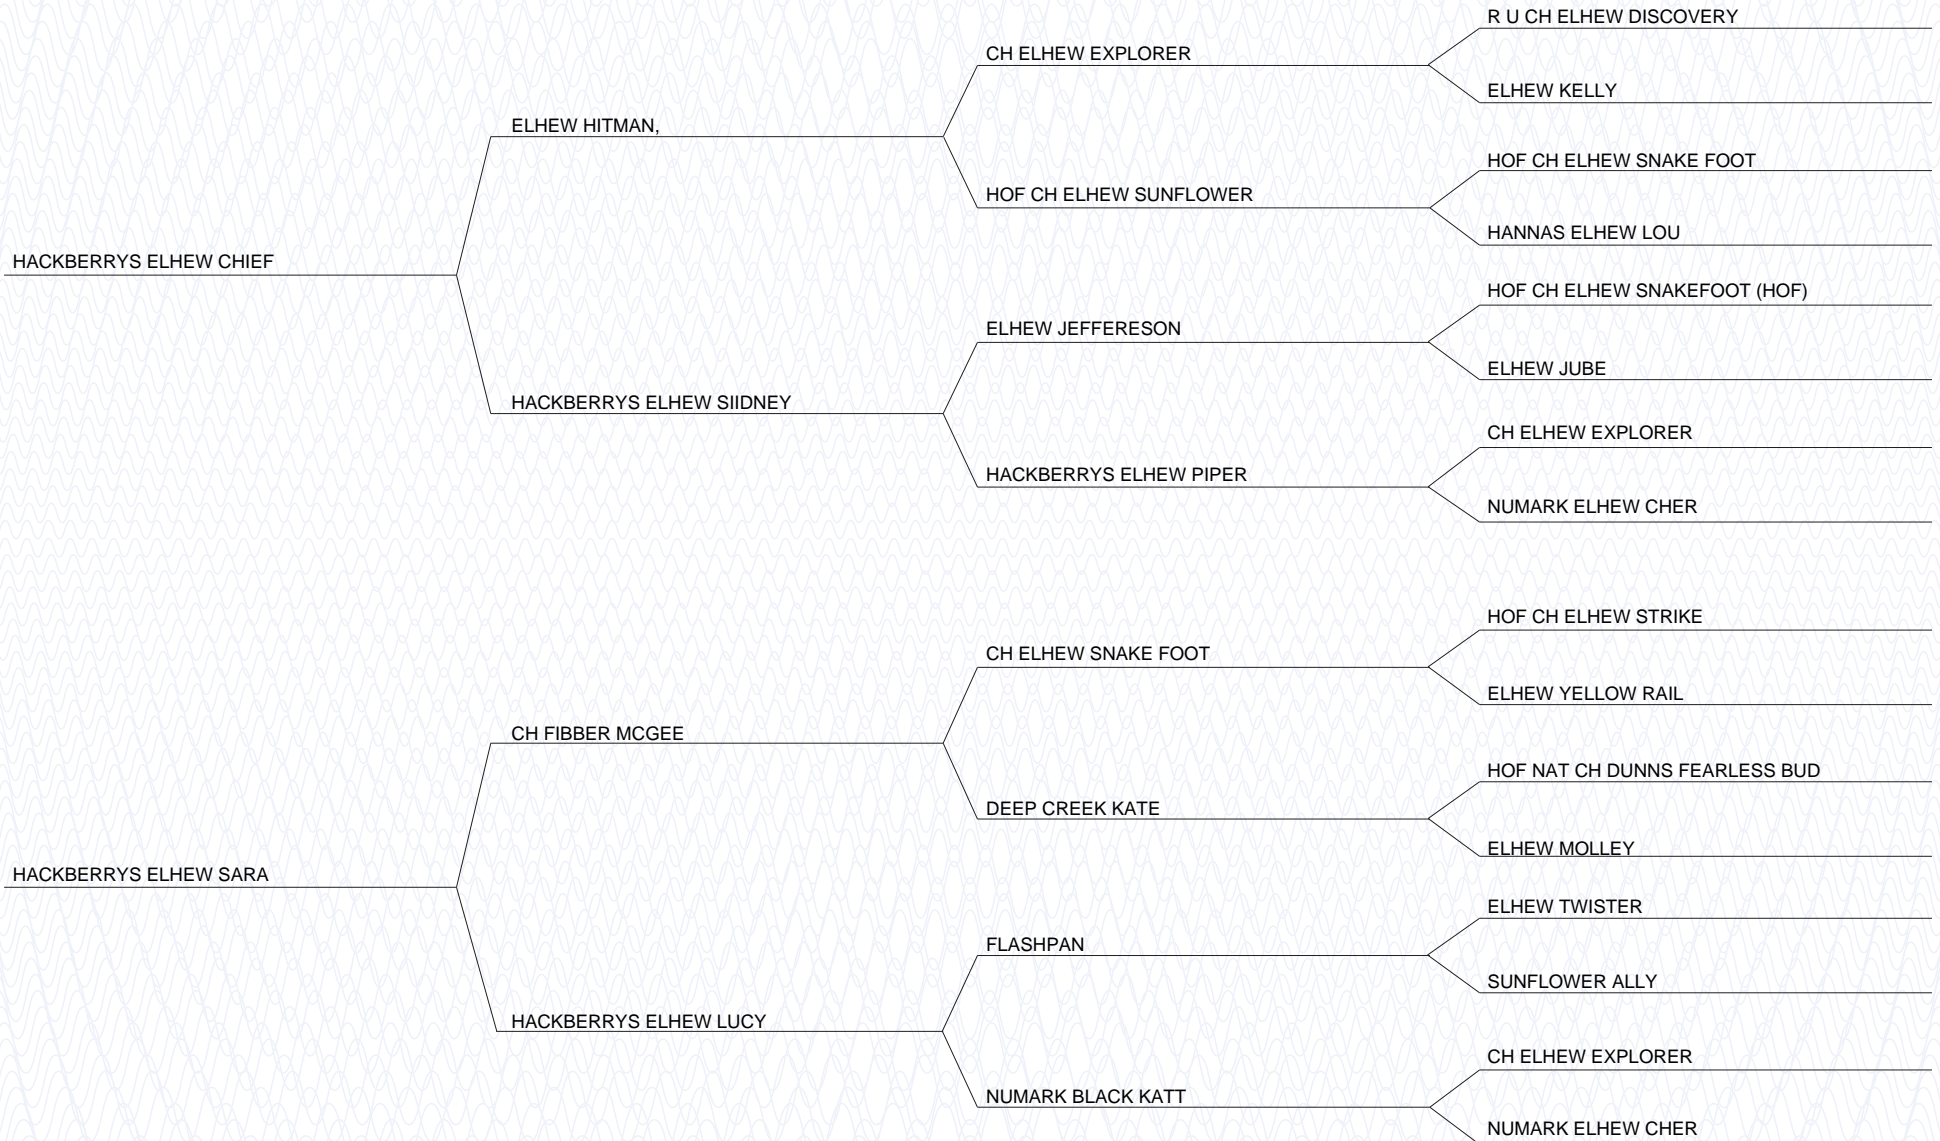 R U CH ELHEW DISCOVERY
CH ELHEW EXPLORER
ELHEW KELLY
ELHEW HITMAN,
HOF CH ELHEW SNAKE FOOT
HOF CH ELHEW SUNFLOWER
HANNAS ELHEW LOU
HACKBERRYS ELHEW CHIEF
HOF CH ELHEW SNAKEFOOT (HOF)
ELHEW JEFFERESON
ELHEW JUBE
HACKBERRYS ELHEW SIIDNEY
CH ELHEW EXPLORER
HACKBERRYS ELHEW PIPER
NUMARK ELHEW CHER
HOF CH ELHEW STRIKE
CH ELHEW SNAKE FOOT
ELHEW YELLOW RAIL
CH FIBBER MCGEE
HOF NAT CH DUNNS FEARLESS BUD
DEEP CREEK KATE
ELHEW MOLLEY
HACKBERRYS ELHEW SARA
ELHEW TWISTER
FLASHPAN
SUNFLOWER ALLY
HACKBERRYS ELHEW LUCY
CH ELHEW EXPLORER
NUMARK BLACK KATT
NUMARK ELHEW CHER